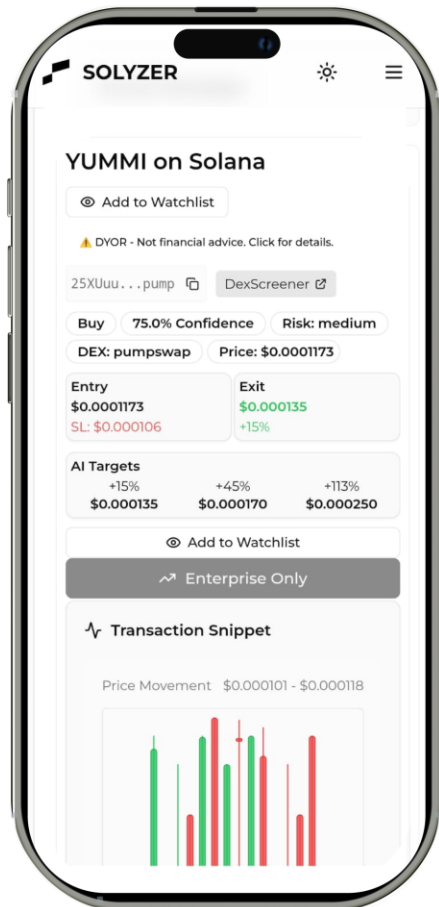 SOLYZER
YUMMI on Solana
Add to Watchlist
⚠ DYOR - Not financial advice. Click for details.
25XUuu...pump DexScreener
Buy 75.0% Confidence Risk: medium
DEX: pumpswap Price: $0.0001173
Entry Exit
$0.0001173 $0.000135
SL: $0.000106 +15%
AI Targets
+15% +45% +113%
$0.000135 $0.000170 $0.000250
Add to Watchlist
Enterprise Only
Transaction Snippet
Price Movement $0.000101 - $0.000118